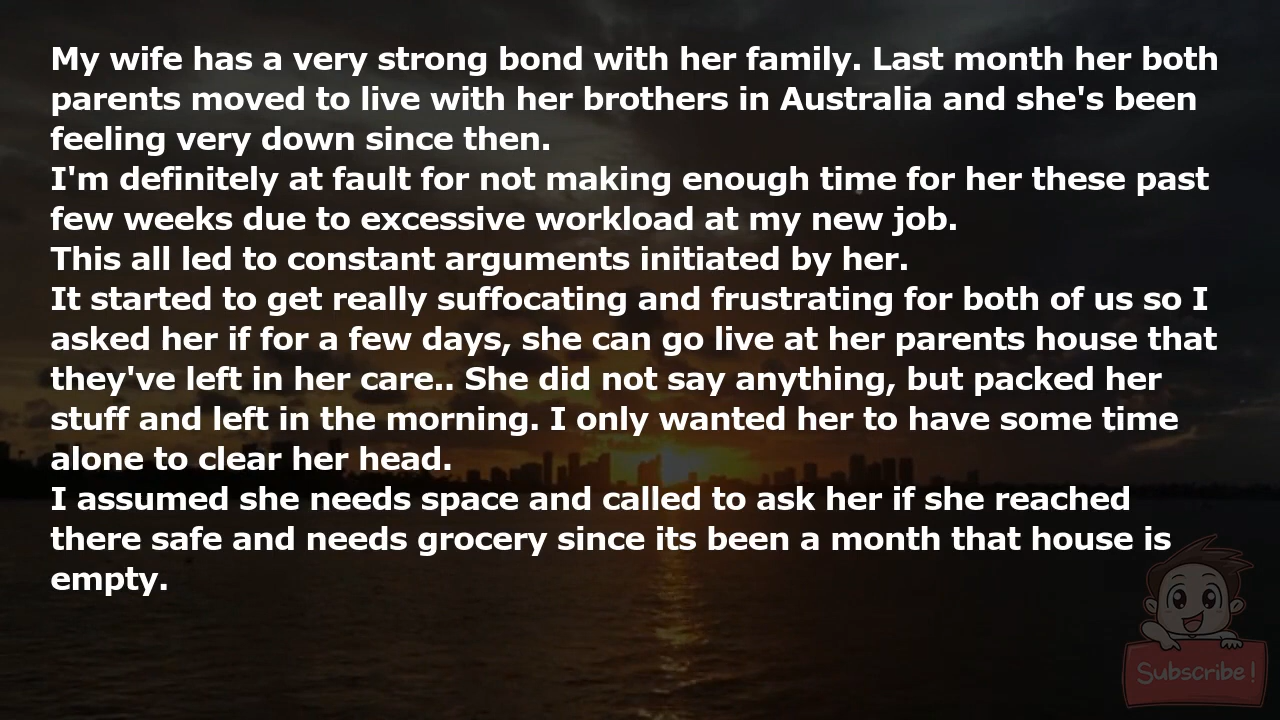 My wife has a very strong bond with her family. Last month her both
parents moved to live with her brothers in Australia and she's been
feeling very down since then.
I'm definitely at fault for not making enough time for her these past
few weeks due to excessive workload at my new job.
This all led to constant arguments initiated by her.
It started to get really suffocating and frustrating for both of us so I
asked her if for a few days, she can go live at her parents house that
they've left in her care.. She did not say anything, but packed her
stuff and left in the morning. I only wanted her to have some time
alone to clear her head.
I assumed she needs space and called to ask her if she reached
there safe and needs grocery since its been a month that house is
empty.
Subscribe!